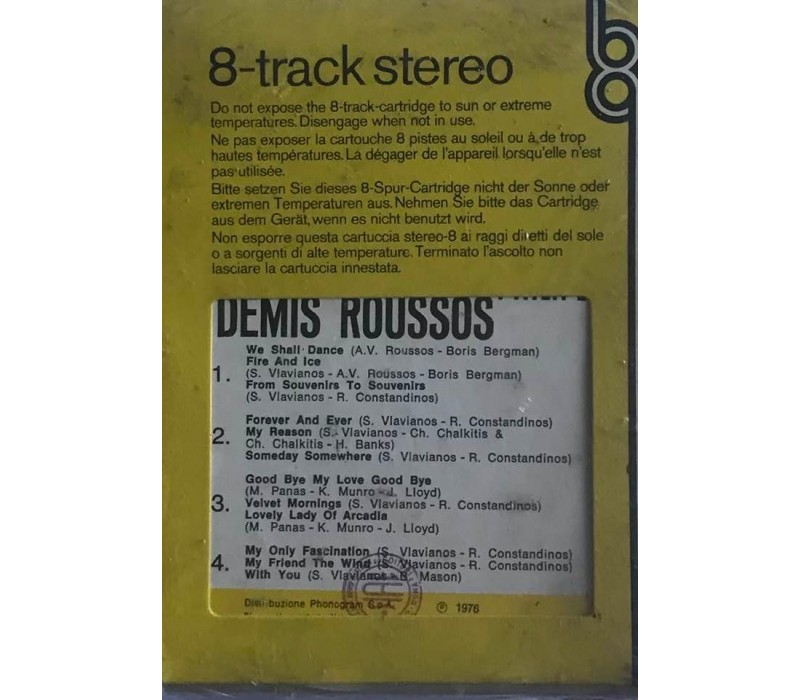 8-track stereo
Do not expose the 8-track-cartridge to sun or extreme
temperatures. Disengage when not in use.
Ne pas exposer la cartouche 8 pistes au soleil ou à de trop
hautes températures. La dégager de l'appareil lorsqu'elle n'est
pas utilisée.
Bitte setzen Sie dieses 8-Spur-Cartridge nicht der Sonne oder
extremen Temperaturen aus. Nehmen Sie bitte das Cartridge
aus dem Gerät, wenn es nicht benutzt wird.
Non esporre questa cartuccia stereo-8 ai raggi diretti del sole
o a sorgenti di alte temperature. Terminato l'ascolto non
lasciare la cartuccia innestata.
DEMIS ROUSSOS
We Shall Dance (A.V. Roussos - Boris Bergman)
Fire And Ice
1. (S. Vlavianos - A.V. Roussos - Boris Bergman)
From Souvenirs To Souvenirs
(S. Vlavianos - R. Constandinos)
Forever And Ever (S. Vlavianos - R. Constandinos)
2. My Reason (S. Vlavianos - Ch. Chalkitis &
Ch. Chalkitis - H. Banks)
Someday Somewhere (S. Vlavianos - R. Constandinos)
Good Bye My Love Good Bye
(M. Panas - K. Munro - J. Lloyd)
3. Velvet Mornings (S. Vlavianos - R. Constandinos)
Lovely Lady Of Arcadia
(M. Panas - K. Munro - J. Lloyd)
My Only Fascination (S. Vlavianos - R. Constandinos)
4. My Friend The Wind (S. Vlavianos - R. Constandinos)
With You (S. Vlavianos - R. Mason)
Distribuzione Phonogram S.p.A. ℗ 1976